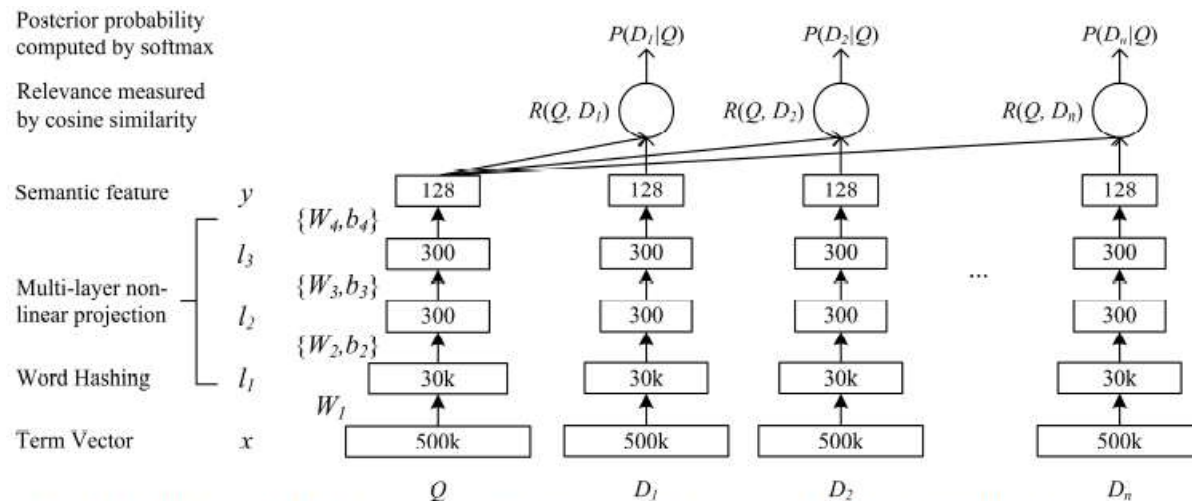 Posterior probability
computed by softmax
P(D₁|Q) P(D₂|Q) P(Dₙ|Q)
Relevance measured
by cosine similarity
R(Q, D₁) R(Q, D₂) R(Q, Dₙ)
Semantic feature y 128 128 128 128
{W₄,b₄}
l₃ 300 300 300 300
Multi-layer non-
linear projection
{W₃,b₃} ...
l₂ 300 300 300 300
{W₂,b₂}
Word Hashing l₁ 30k 30k 30k 30k
W₁
Term Vector x 500k 500k 500k 500k
Q D₁ D₂ Dₙ